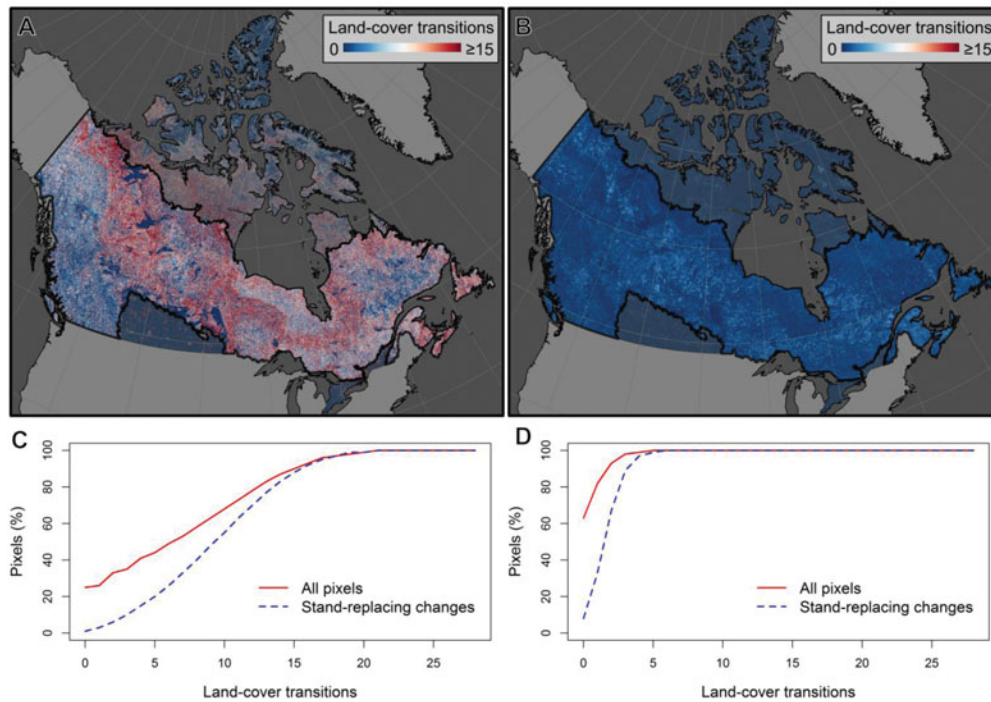 A
Land-cover transitions
0 ≥15
B
Land-cover transitions
0 ≥15
C
Pixels (%)
100
80
60
40
20
0
All pixels
Stand-replacing changes
0 5 10 15 20 25
Land-cover transitions
D
Pixels (%)
100
80
60
40
20
0
All pixels
Stand-replacing changes
0 5 10 15 20 25
Land-cover transitions